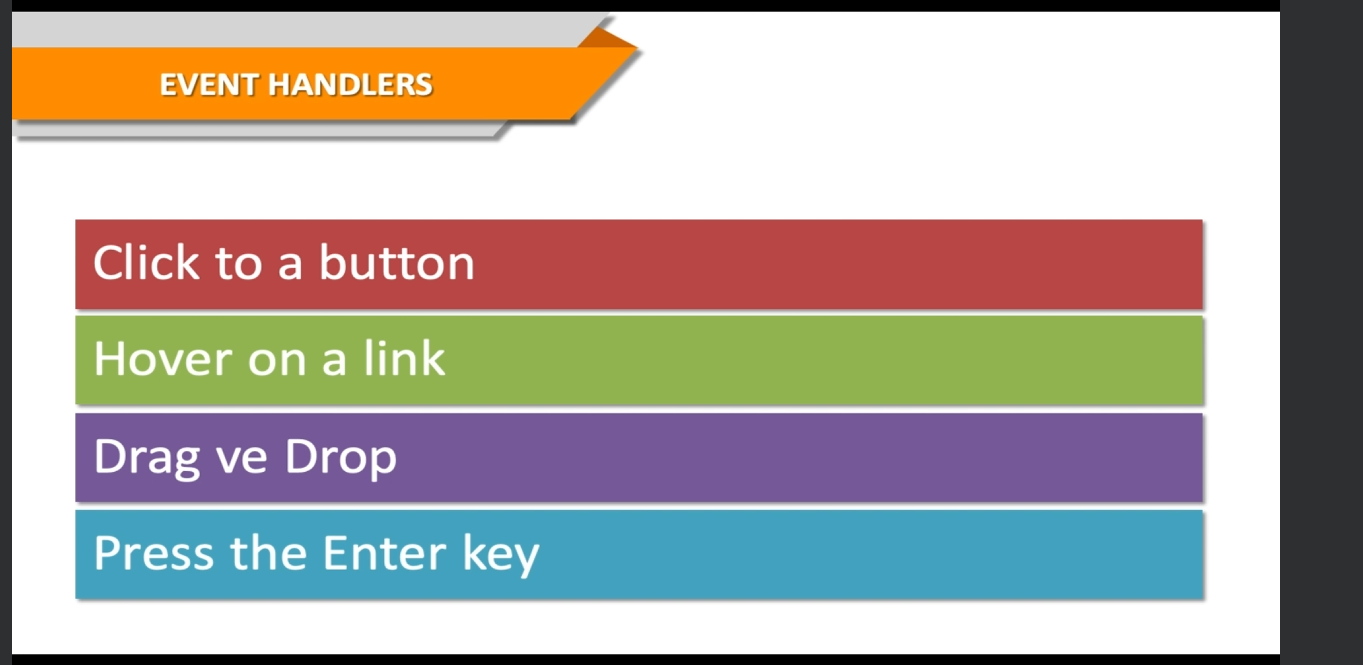 EVENT HANDLERS
Click to a button
Hover on a link
Drag ve Drop
Press the Enter key